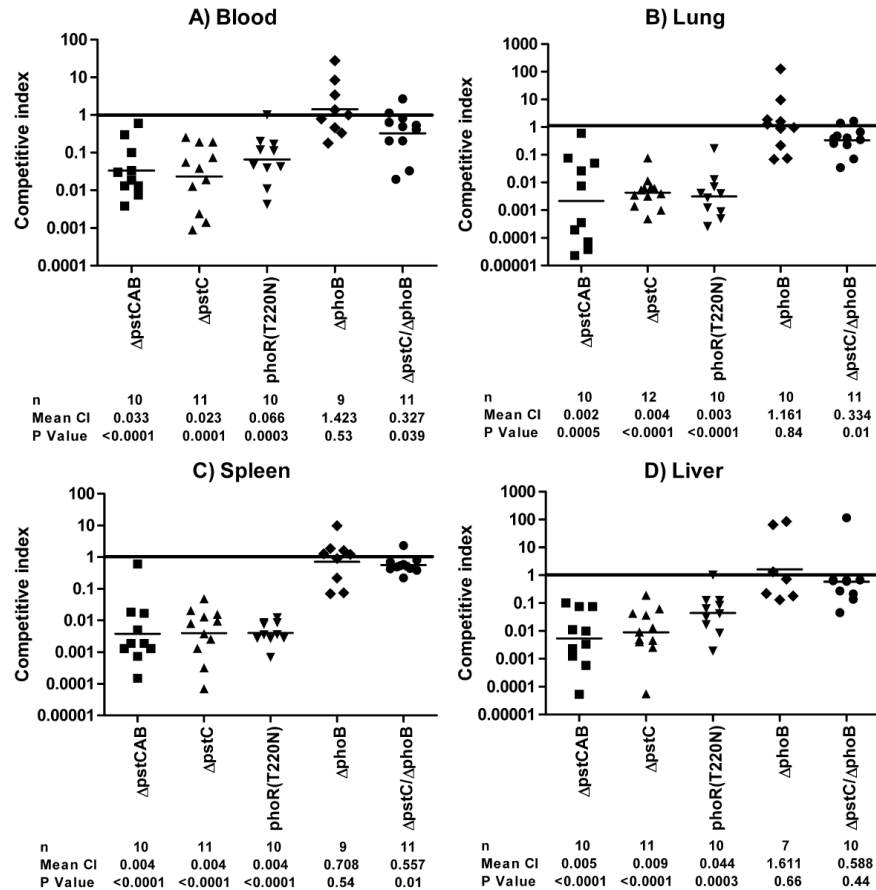 A) Blood
Competitive index
100
10
1
0.1
0.01
0.001
0.0001
ΔpstCAB
ΔpstC
phoR(T220N)
ΔphoB
ΔpstC/ΔphoB
n 10 11 10 9 11
Mean CI 0.033 0.023 0.066 1.423 0.327
P Value <0.0001 0.0001 0.0003 0.53 0.039
B) Lung
Competitive index
1000
100
10
1
0.1
0.01
0.001
0.0001
0.00001
ΔpstCAB
ΔpstC
phoR(T220N)
ΔphoB
ΔpstC/ΔphoB
n 10 12 10 10 11
Mean CI 0.002 0.004 0.003 1.161 0. 334
P Value 0.0005 <0.0001 <0.0001 0.84 0.01
C) Spleen
Competitive index
100
10
1
0.1
0.01
0.001
0.0001
0.00001
ΔpstCAB
ΔpstC
phoR(T220N)
ΔphoB
ΔpstC/ΔphoB
n 10 11 10 9 11
Mean CI 0.004 0.004 0.004 0.708 0.557
P Value <0.0001 <0.0001 <0.0001 0.54 0.01
D) Liver
Competitive index
1000
100
10
1
0.1
0.01
0.001
0.0001
0.00001
ΔpstCAB
ΔpstC
phoR(T220N)
ΔphoB
ΔpstC/ΔphoB
n 10 11 10 7 10
Mean CI 0.005 0.009 0.044 1.611 0.588
P Value <0.0001 <0.0001 0.0003 0.66 0.44